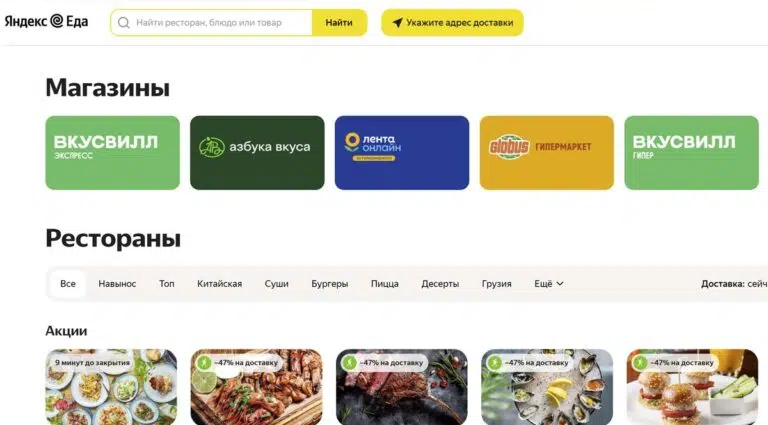 Яндекс Еда
Найти ресторан, блюдо или товар
Найти
Укажите адрес доставки
Магазины
ВКУСВИЛЛ
ЭКСПРЕСС
азбука вкуса
лента
онлайн
Globus
ГИПЕРМАРКЕТ
ВКУСВИЛЛ
ГИПЕР
Рестораны
Все
Навынос
Топ
Китайская
Суши
Бургеры
Пицца
Десерты
Грузия
Ещё
Доставка: сейч
Акции
9 минут до закрытия
−47% на доставку
−47% на доставку
−47% на доставку
−47% на доставку